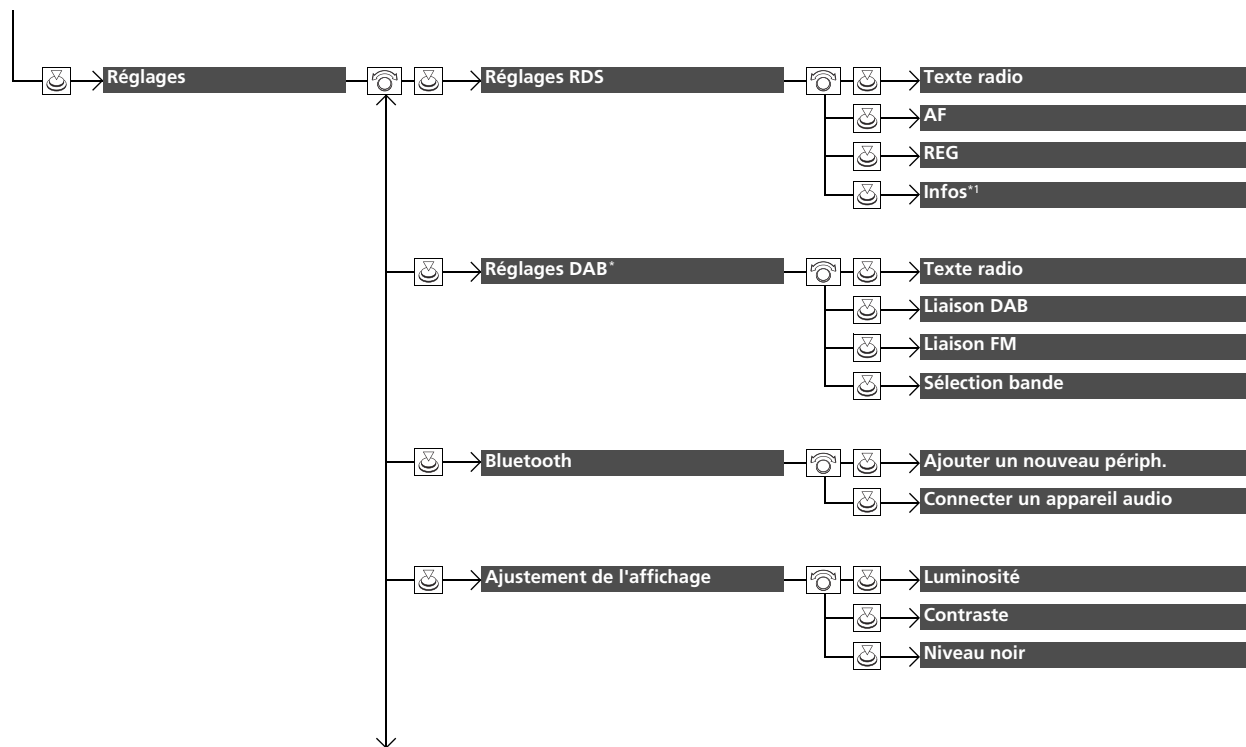 Réglages
Réglages RDS
Texte radio
AF
REG
Infos*1
Réglages DAB*
Texte radio
Liaison DAB
Liaison FM
Sélection bande
Bluetooth
Ajouter un nouveau périph.
Connecter un appareil audio
Ajustement de l'affichage
Luminosité
Contraste
Niveau noir